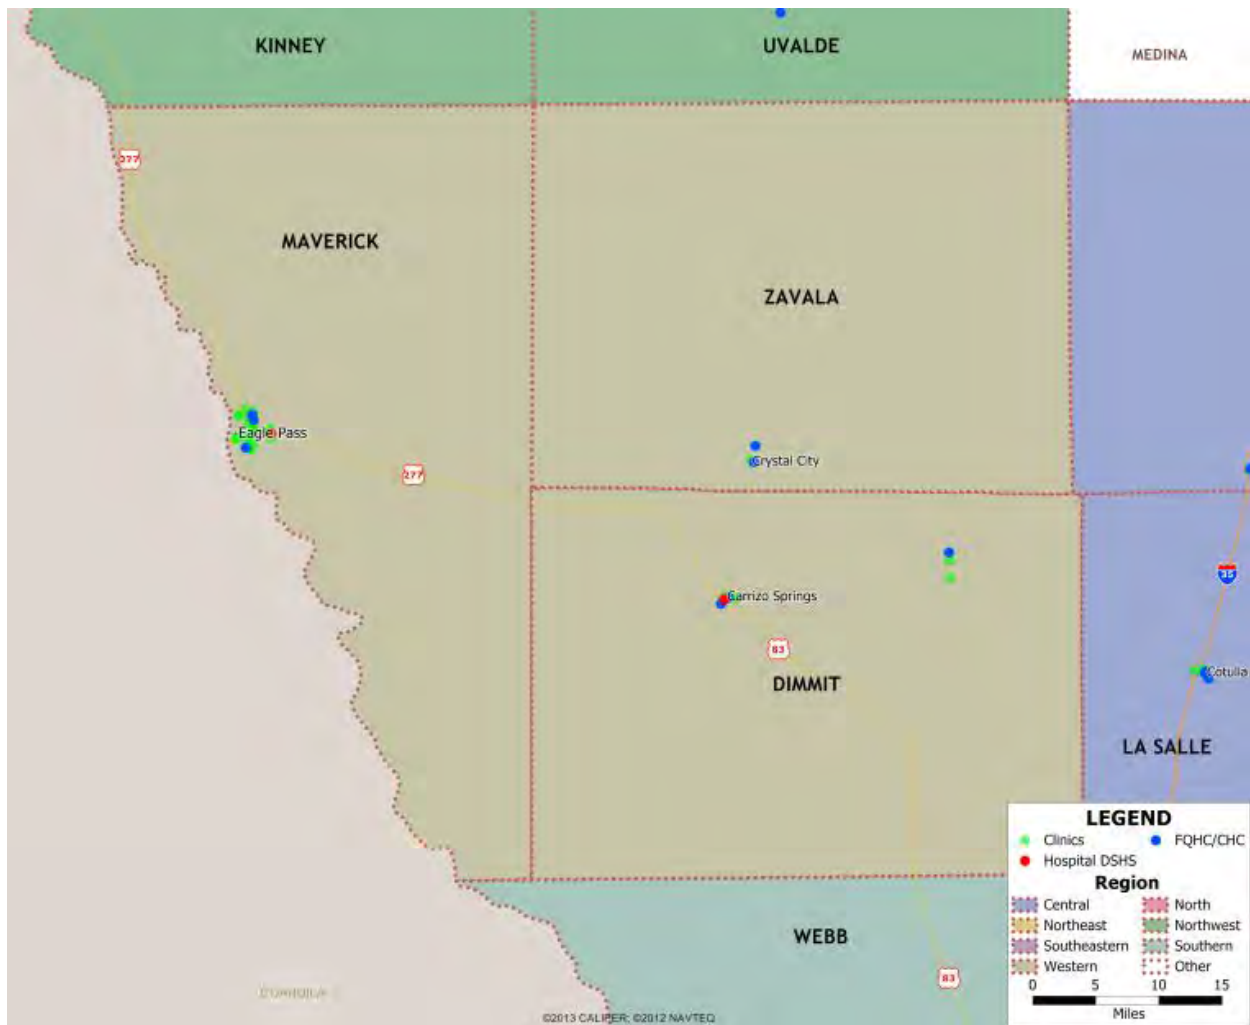 KINNEY
UVALDE
MEDINA
277
MAVERICK
ZAVALA
Eagle Pass
Crystal City
277
35
Carrizo Springs
83
Cotulla
DIMMIT
LA SALLE
LEGEND
Clinics
FQHC/CHC
Hospital DSHS
Region
Central
North
Northeast
Northwest
Southeastern
Southern
Western
Other
0 5 10 15
Miles
WEBB
83
COAHUILA
©2013 CALIPER; ©2012 NAVTEQ